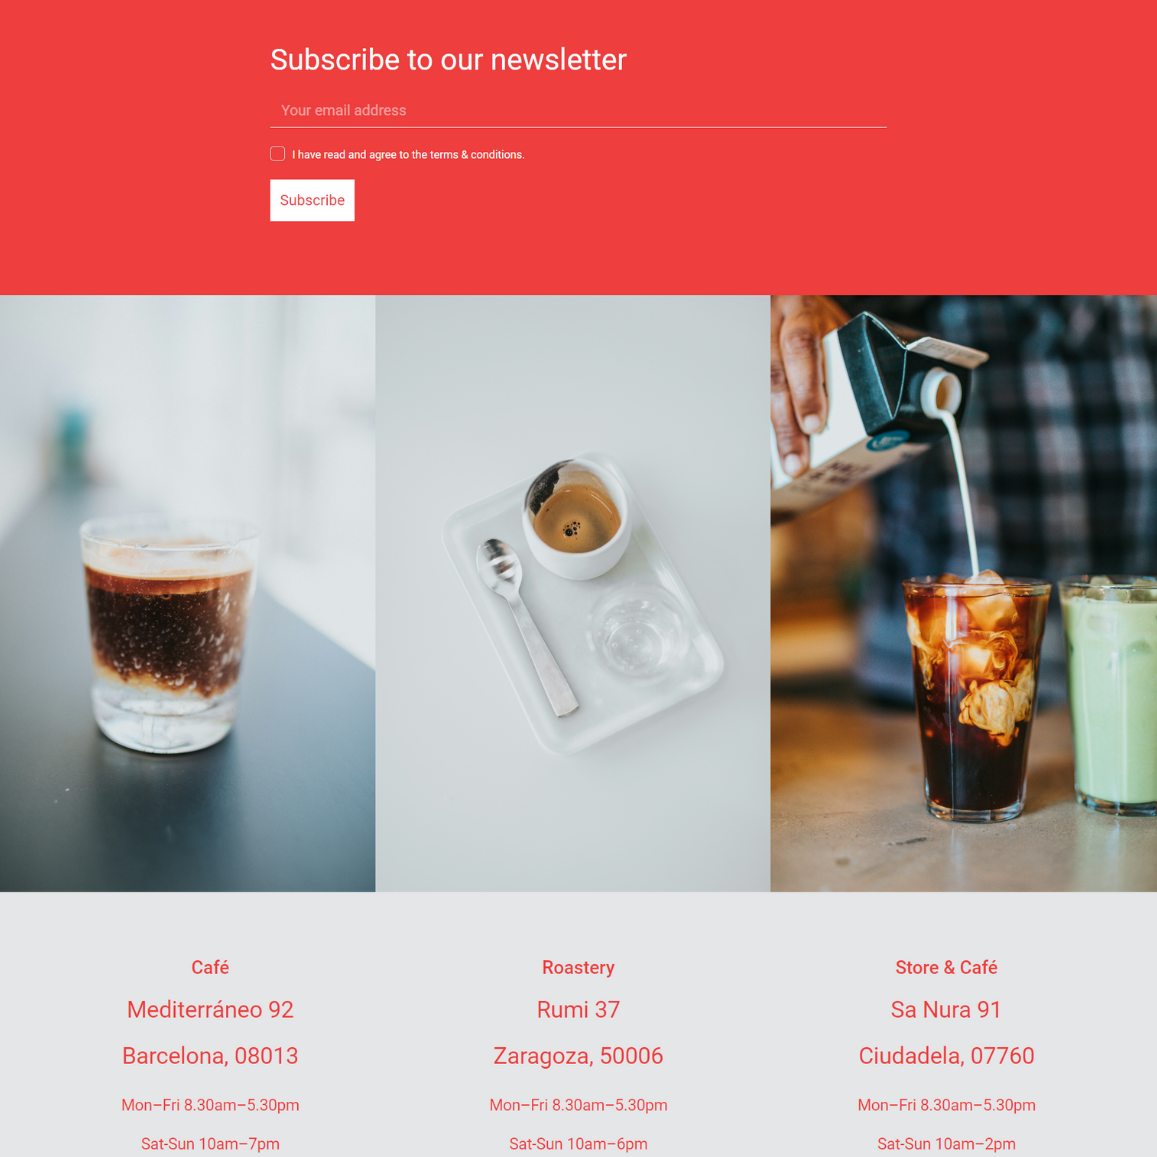 Subscribe to our newsletter
Your email address
I have read and agree to the terms & conditions.
Subscribe
Café
Mediterráneo 92
Barcelona, 08013
Mon–Fri 8.30am–5.30pm
Sat-Sun 10am–7pm
Roastery
Rumi 37
Zaragoza, 50006
Mon–Fri 8.30am–5.30pm
Sat-Sun 10am–6pm
Store & Café
Sa Nura 91
Ciudadela, 07760
Mon–Fri 8.30am–5.30pm
Sat-Sun 10am–2pm